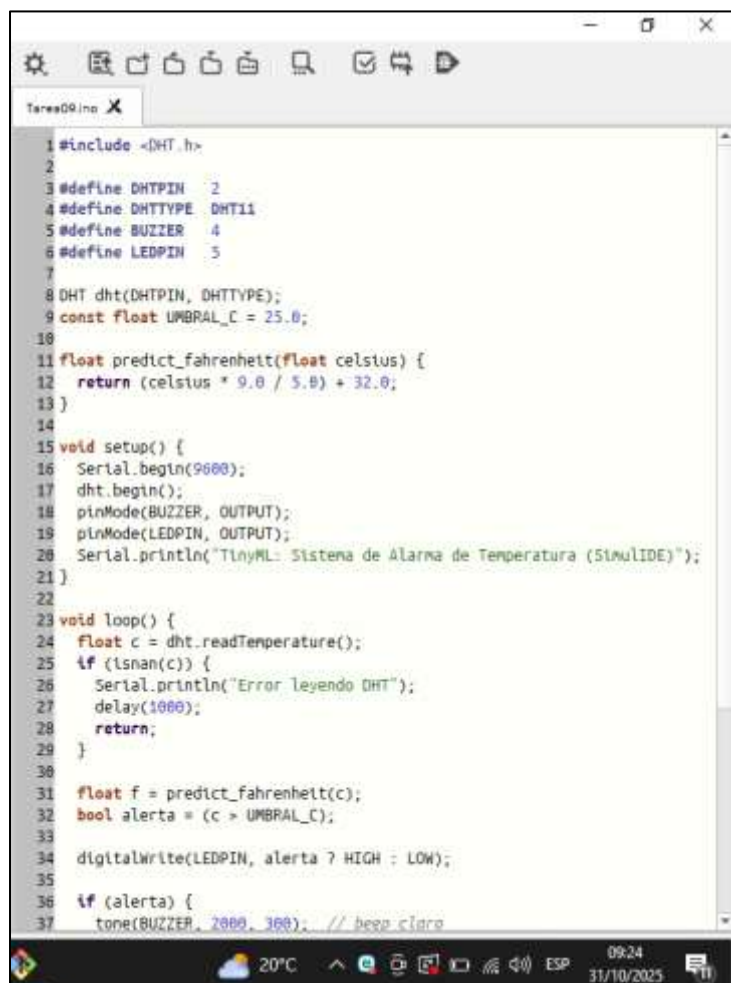 Tarea09.ino X
1 #include <DHT.h>
2
3 #define DHTPIN 2
4 #define DHTTYPE DHT11
5 #define BUZZER 4
6 #define LEDPIN 5
7
8 DHT dht(DHTPIN, DHTTYPE);
9 const float UMBRAL_C = 25.0;
10
11 float predict_fahrenheit(float celsius) {
12 return (celsius * 9.0 / 5.0) + 32.0;
13 }
14
15 void setup() {
16 Serial.begin(9600);
17 dht.begin();
18 pinMode(BUZZER, OUTPUT);
19 pinMode(LEDPIN, OUTPUT);
20 Serial.println("TinyML: Sistema de Alarma de Temperatura (SimulIDE)");
21 }
22
23 void loop() {
24 float c = dht.readTemperature();
25 if (isnan(c)) {
26 Serial.println("Error leyendo DHT");
27 delay(1000);
28 return;
29 }
30
31 float f = predict_fahrenheit(c);
32 bool alerta = (c > UMBRAL_C);
33
34 digitalWrite(LEDPIN, alerta ? HIGH : LOW);
35
36 if (alerta) {
37 tone(BUZZER, 2000, 300); // beep claro
20°C ESP 09:24
31/10/2025 11